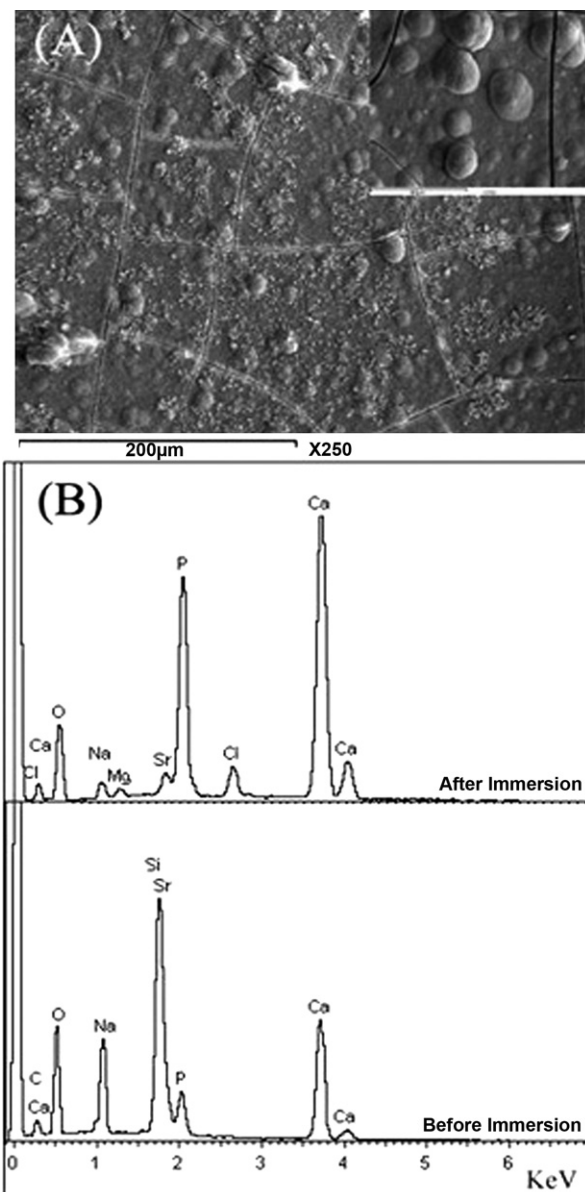 (A)
200µm X250
(B)
Ca
P
O
Ca
Cl
Na
Mg
Sr
Cl
Ca
After Immersion
Si
Sr
Ca
O
Na
C
Ca
P
Ca
Before Immersion
0 1 2 3 4 5 6
KeV